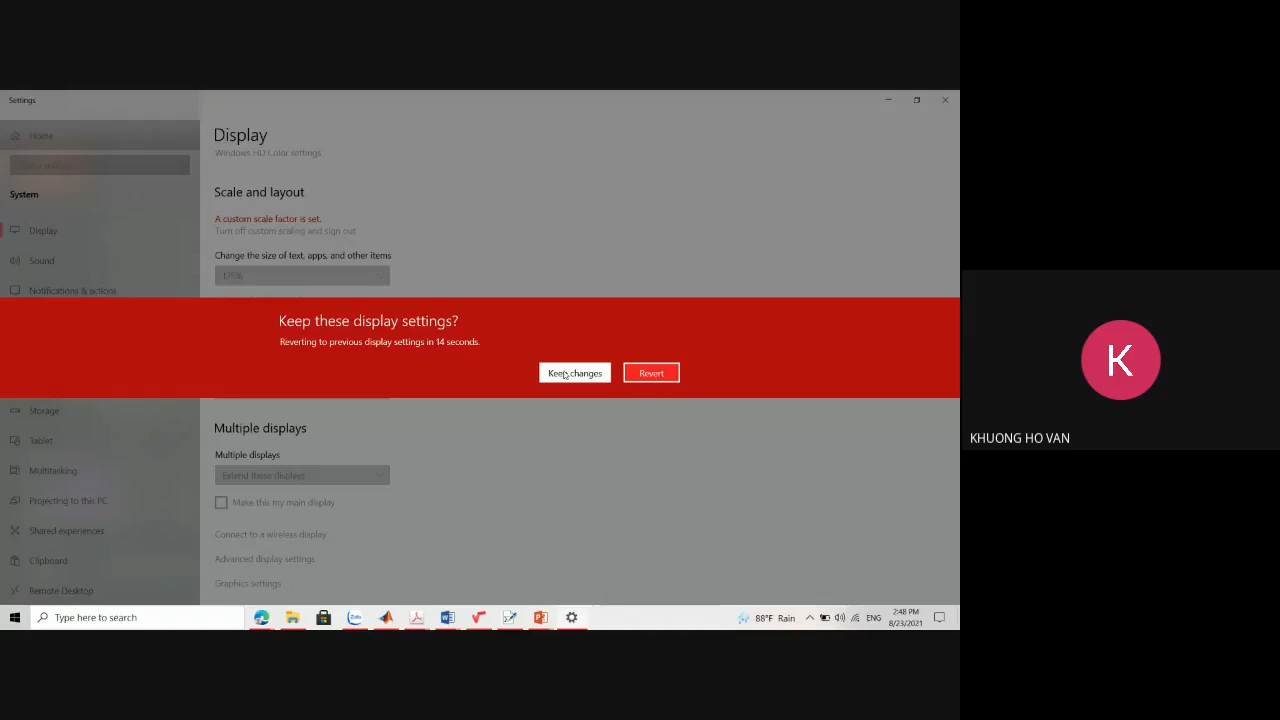 Settings
Home
System
Display
Sound
Notifications & actions
Storage
Tablet
Multitasking
Projecting to this PC
Shared experiences
Clipboard
Remote Desktop
Display
Windows HD Color settings
Scale and layout
A custom scale factor is set.
Turn off custom scaling and sign out
Change the size of text, apps, and other items
175%
Keep these display settings?
Reverting to previous display settings in 14 seconds.
Keep changes
Revert
Multiple displays
Multiple displays
Extend these displays
Make this my main display
Connect to a wireless display
Advanced display settings
Graphics settings
Type here to search
Zalo
88°F Rain
ENG
2:48 PM
8/23/2021
K
KHUONG HO VAN